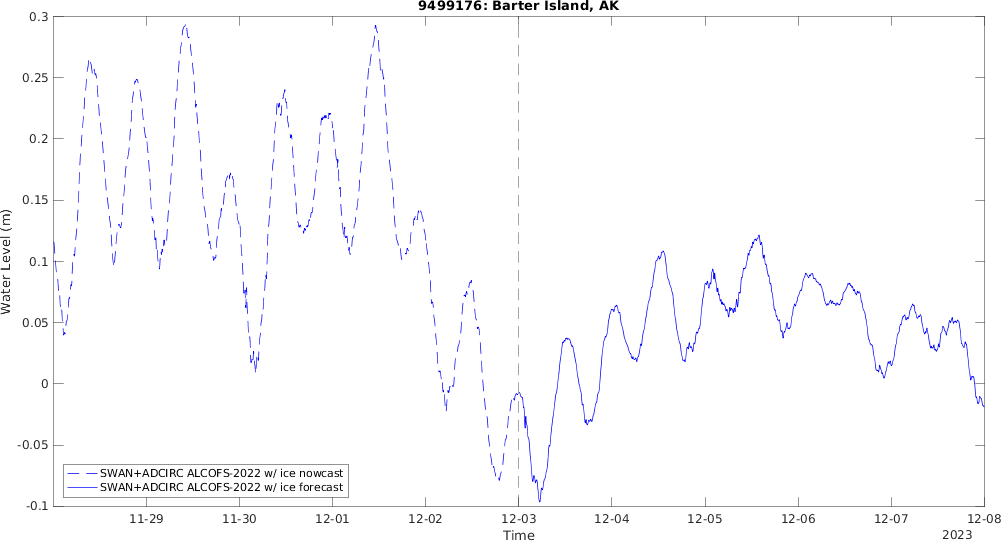 9499176: Barter Island, AK
0.3
0.25
0.2
0.15
0.1
0.05
0
-0.05
-0.1
Water Level (m)
SWAN+ADCIRC ALCOFS-2022 w/ ice nowcast
SWAN+ADCIRC ALCOFS-2022 w/ ice forecast
11-29 11-30 12-01 12-02 12-03 12-04 12-05 12-06 12-07 12-08
Time
2023